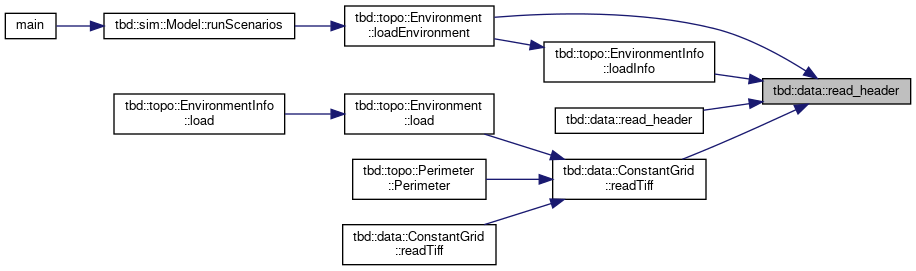 main
tbd::sim::Model::runScenarios
tbd::topo::Environment
::loadEnvironment
tbd::topo::EnvironmentInfo
::loadInfo
tbd::data::read_header
tbd::topo::EnvironmentInfo
::load
tbd::topo::Environment
::load
tbd::data::read_header
tbd::topo::Perimeter
::Perimeter
tbd::data::ConstantGrid
::readTiff
tbd::data::ConstantGrid
::readTiff